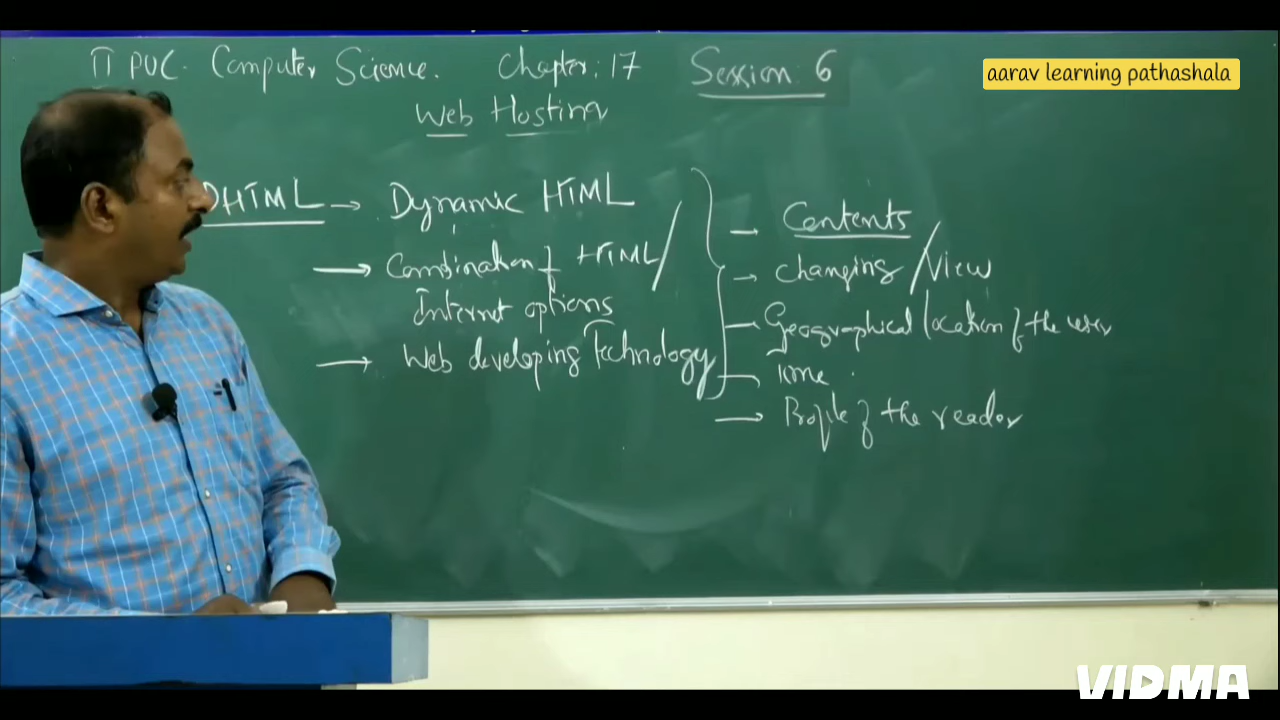 II PUC. Computer Science. Chapter: 17 Session: 6
aarav learning pathashala
Web Hosting
DHTML → Dynamic HTML
→ Combination of HTML/
Internet options
→ Web developing Technology
— Contents
→ changing / View
— Geographical location of the user
— Time
→ Profile of the reader
VIDMA